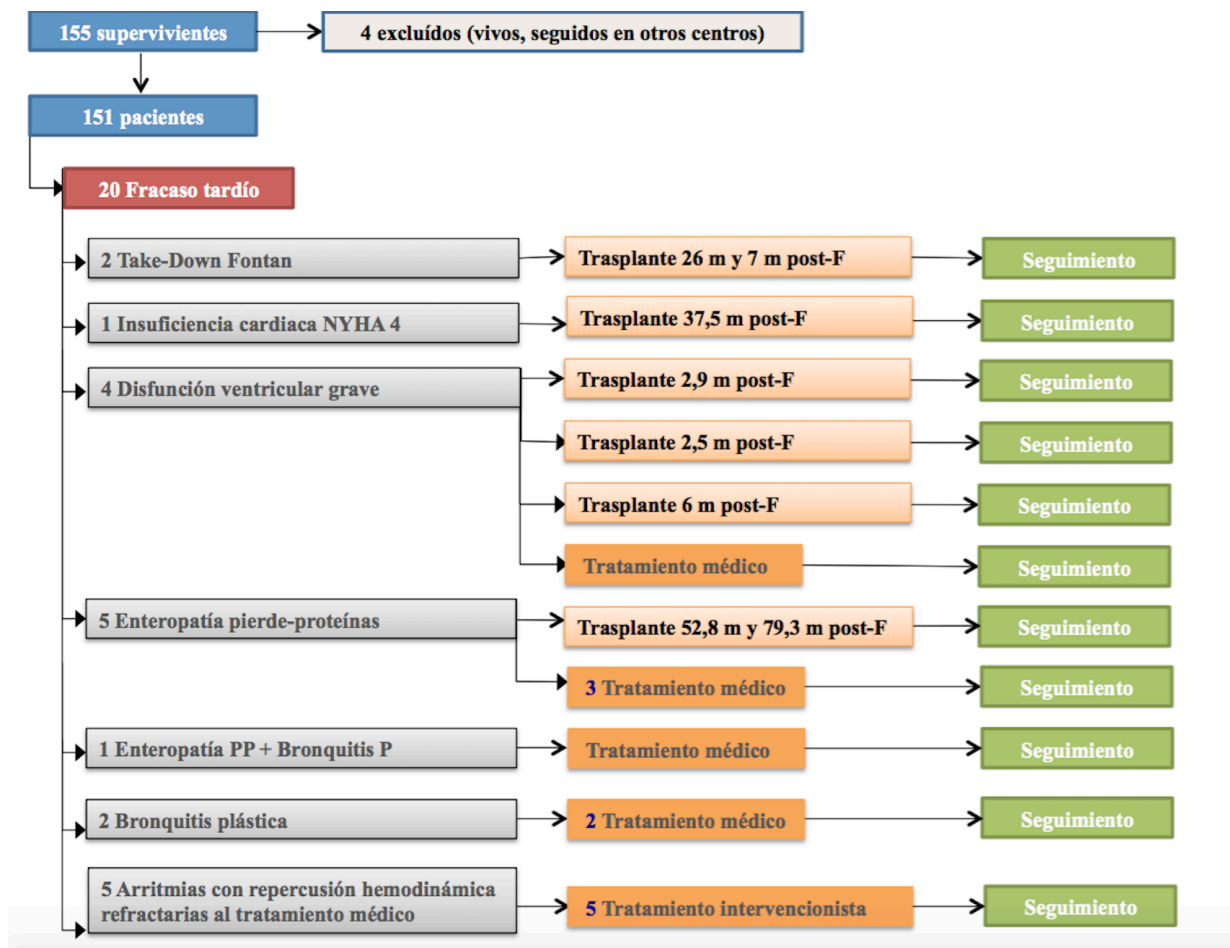 155 supervivientes
4 excluídos (vivos, seguidos en otros centros)
151 pacientes
20 Fracaso tardío
2 Take-Down Fontan
Trasplante 26 m y 7 m post-F
Seguimiento
1 Insuficiencia cardiaca NYHA 4
Trasplante 37,5 m post-F
Seguimiento
4 Disfunción ventricular grave
Trasplante 2,9 m post-F
Seguimiento
Trasplante 2,5 m post-F
Seguimiento
Trasplante 6 m post-F
Seguimiento
Tratamiento médico
Seguimiento
5 Enteropatía pierde-proteínas
Trasplante 52,8 m y 79,3 m post-F
Seguimiento
3 Tratamiento médico
Seguimiento
1 Enteropatía PP + Bronquitis P
Tratamiento médico
Seguimiento
2 Bronquitis plástica
2 Tratamiento médico
Seguimiento
5 Arritmias con repercusión hemodinámica
refractarias al tratamiento médico
5 Tratamiento intervencionista
Seguimiento